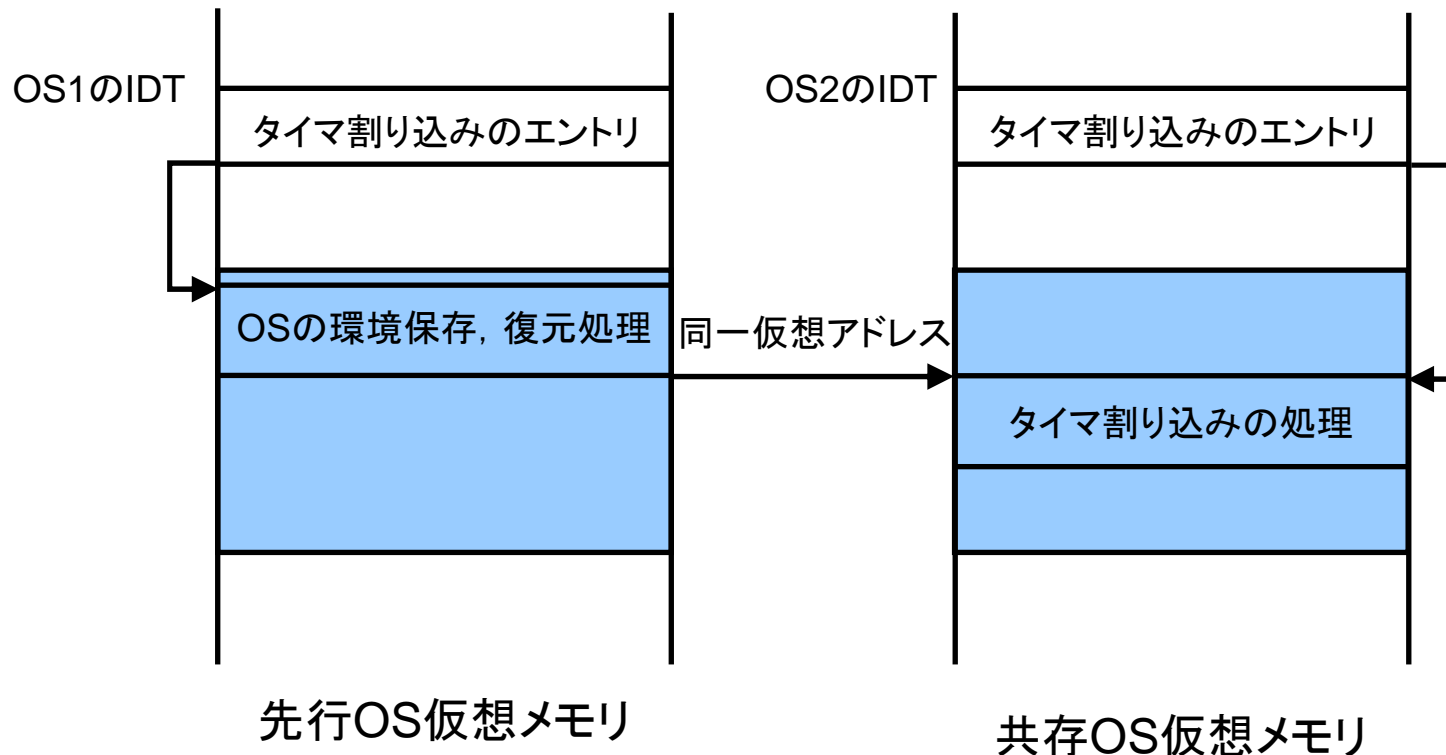 OS1のIDT
タイマ割り込みのエントリ
OSの環境保存, 復元処理
同一仮想アドレス
先行OS仮想メモリ
OS2のIDT
タイマ割り込みのエントリ
タイマ割り込みの処理
共存OS仮想メモリ